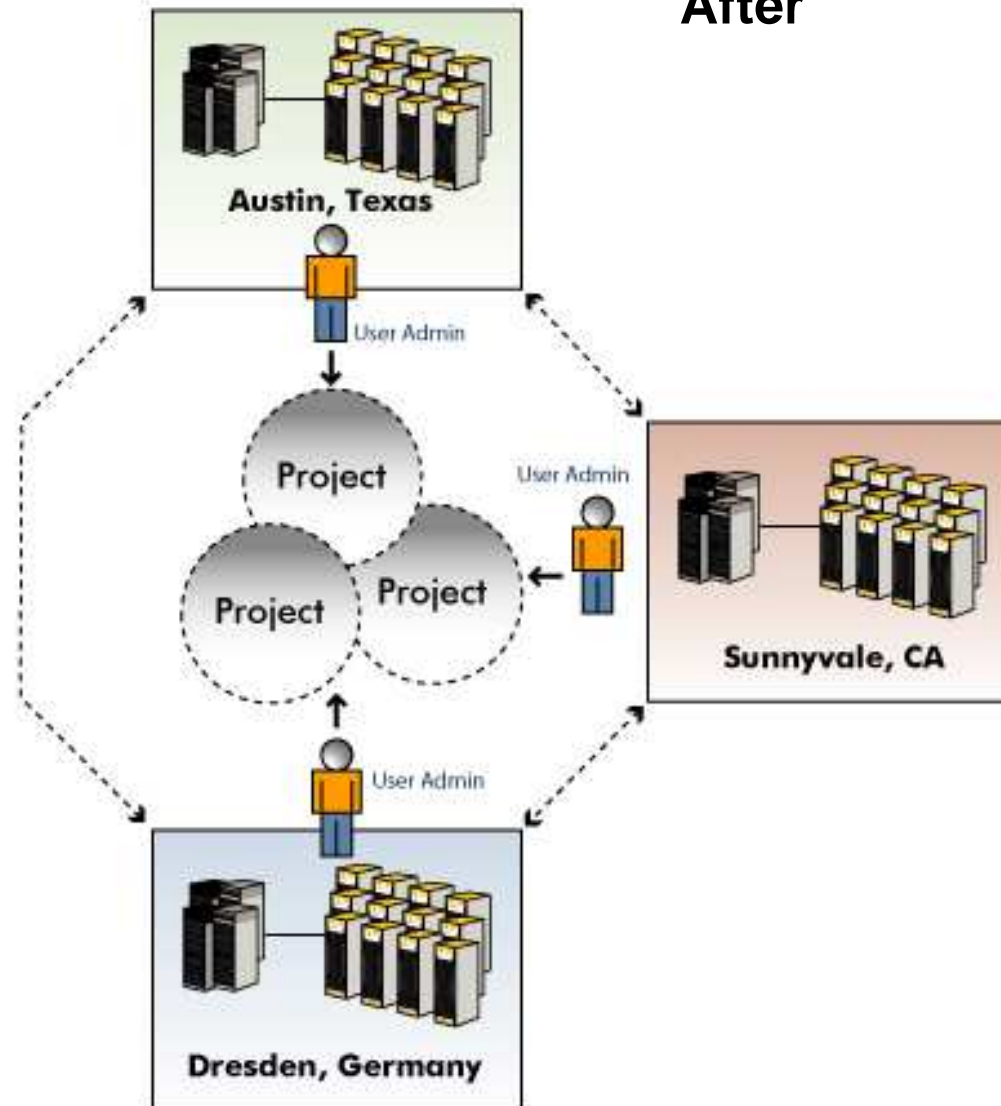 After
Austin, Texas
User Admin
Project
User Admin
Project
Project
Sunnyvale, CA
User Admin
Dresden, Germany